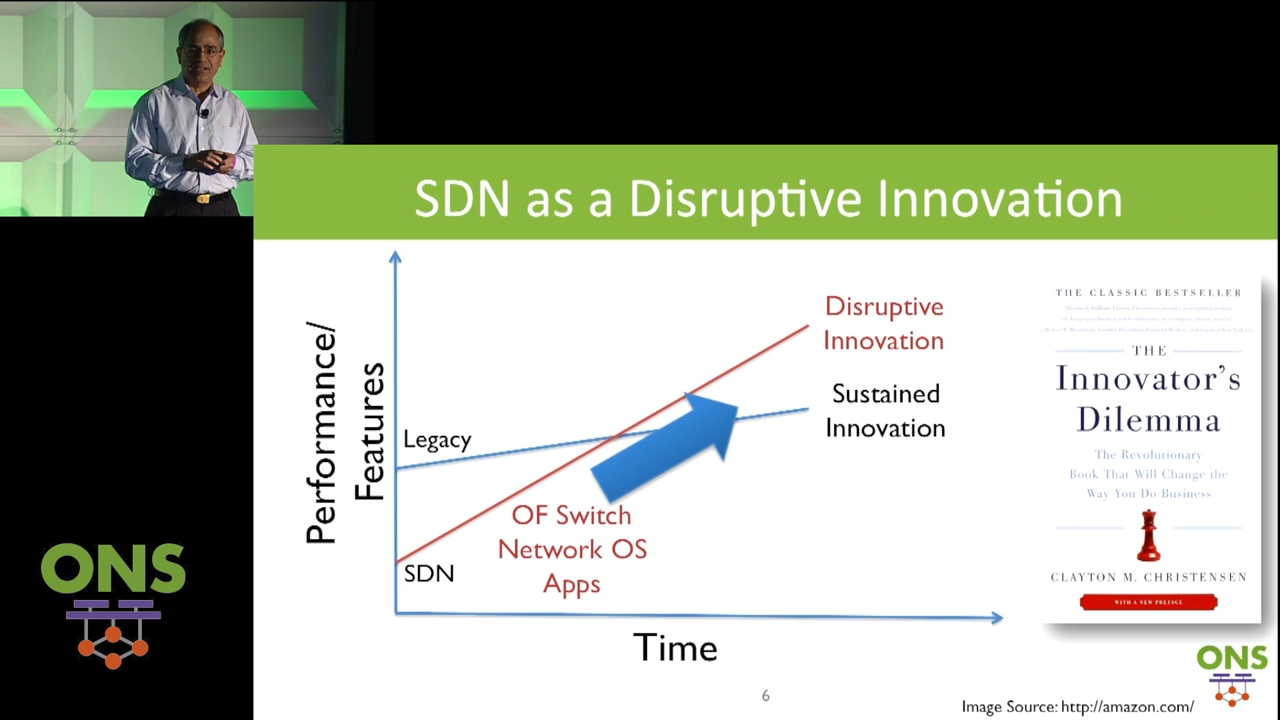 SDN as a Disruptive Innovation
Performance/
Features
Disruptive
Innovation
Sustained
Innovation
Legacy
OF Switch
Network OS
Apps
SDN
Time
THE CLASSIC BESTSELLER
THE
Innovator's
Dilemma
The Revolutionary
Book That Will Change the
Way You Do Business
CLAYTON M. CHRISTENSEN
WITH A NEW PREFACE
ONS
ONS
6
Image Source: http://amazon.com/